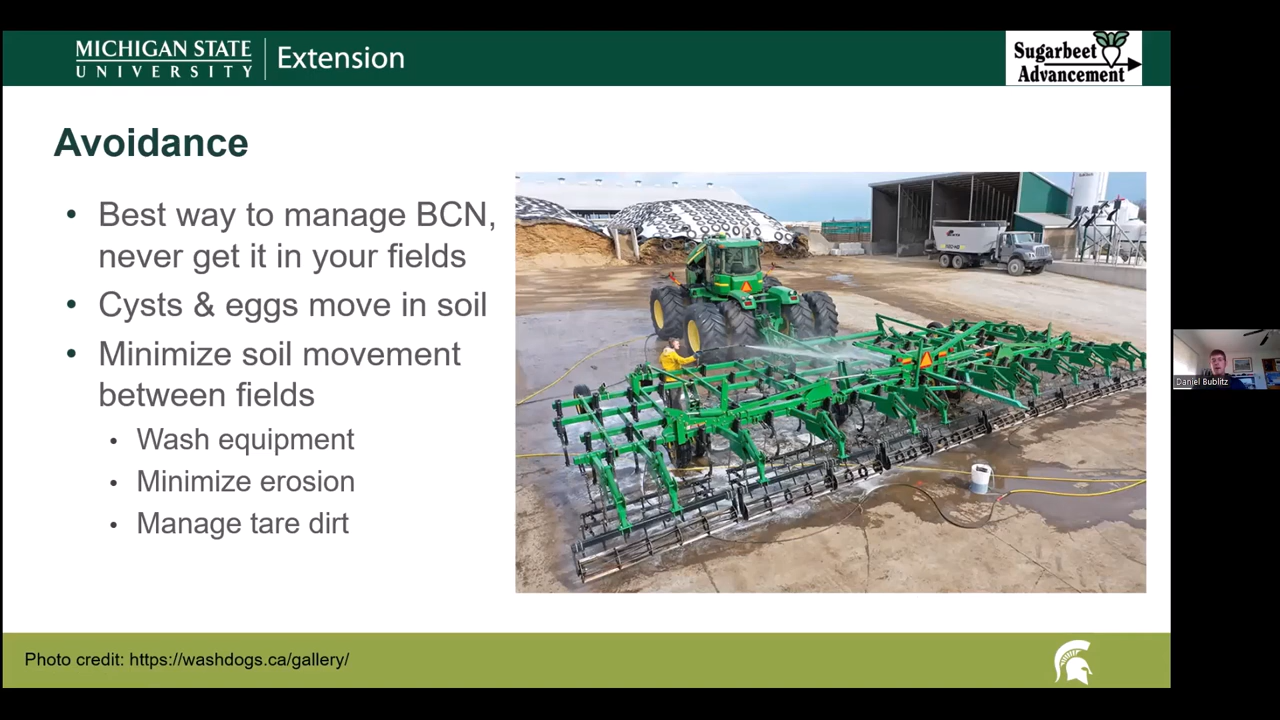 MICHIGAN STATE
UNIVERSITY
Extension
Sugarbeet
Advancement
Avoidance
• Best way to manage BCN,
never get it in your fields
• Cysts & eggs move in soil
• Minimize soil movement
between fields
• Wash equipment
• Minimize erosion
• Manage tare dirt
Photo credit: https://washdogs.ca/gallery/
Daniel Bublitz